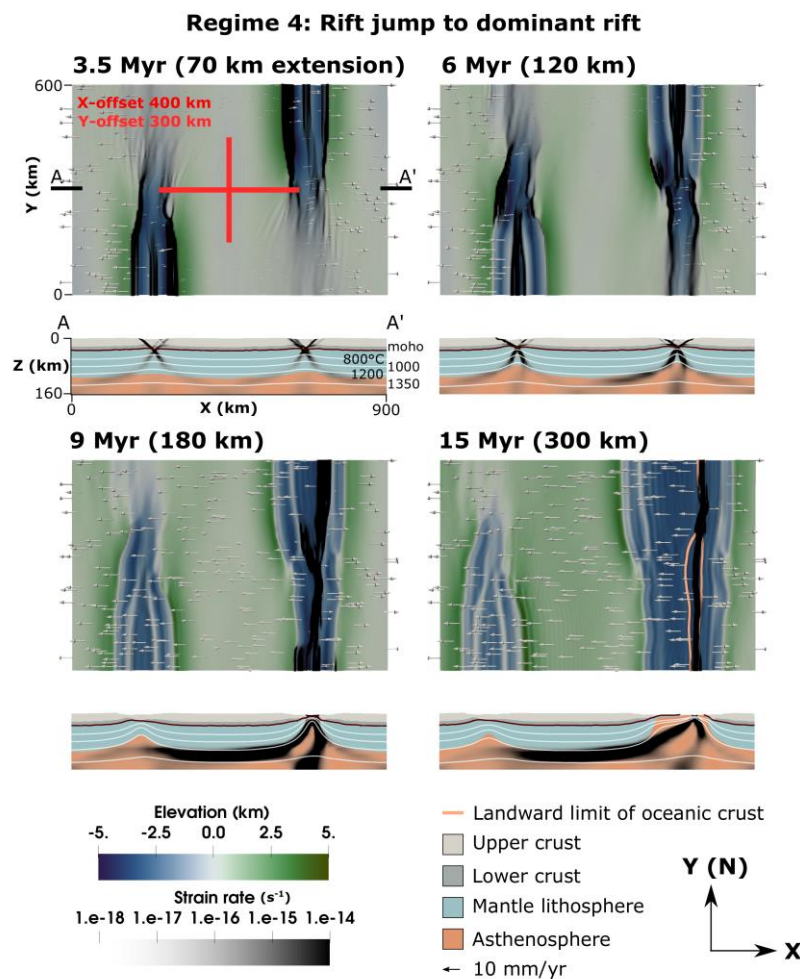 Regime 4: Rift jump to dominant rift
3.5 Myr (70 km extension)
6 Myr (120 km)
600
X-offset 400 km
Y-offset 300 km
A
A'
Y (km)
0
A
A'
0
moho
Z (km)
800°C
1000
1200
1350
160
0
X (km)
900
9 Myr (180 km)
15 Myr (300 km)
Elevation (km)
-5. -2.5 0.0 2.5 5.
Strain rate (s⁻¹)
1.e-18 1.e-17 1.e-16 1.e-15 1.e-14
Landward limit of oceanic crust
Upper crust
Lower crust
Mantle lithosphere
Asthenosphere
10 mm/yr
Y (N)
X